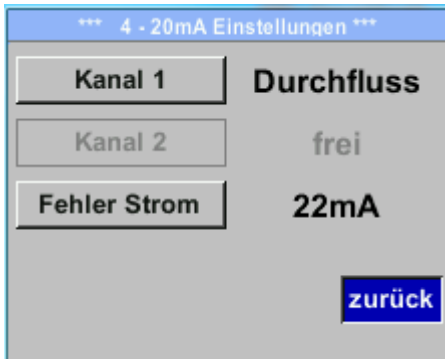 *** 4 - 20mA Einstellungen ***
Kanal 1 Durchfluss
Kanal 2 frei
Fehler Strom 22mA
zurück